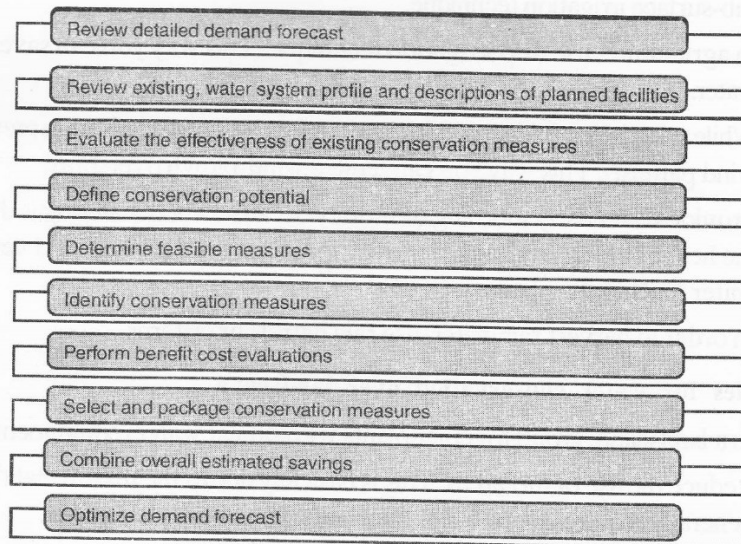 Review detailed demand forecast
Review existing, water system profile and descriptions of planned facilities
Evaluate the effectiveness of existing conservation measures
Define conservation potential
Determine feasible measures
Identify conservation measures
Perform benefit cost evaluations
Select and package conservation measures
Combine overall estimated savings
Optimize demand forecast